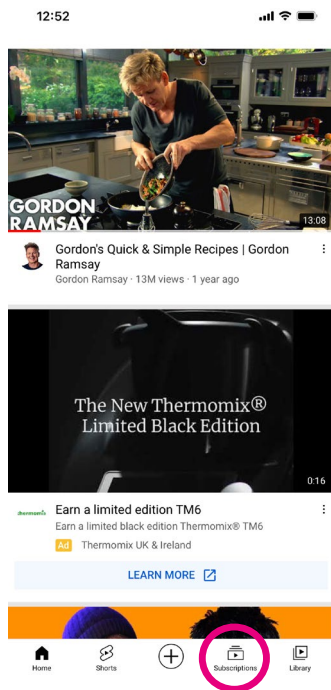 12:52
GORDON
RAMSAY
13:08
Gordon's Quick & Simple Recipes | Gordon
Ramsay
Gordon Ramsay · 13M views · 1 year ago
The New Thermomix®
Limited Black Edition
0:16
thermomix
Earn a limited edition TM6
Earn a limited black edition Thermomix® TM6
Ad Thermomix UK & Ireland
LEARN MORE
Home
Shorts
Subscriptions
Library